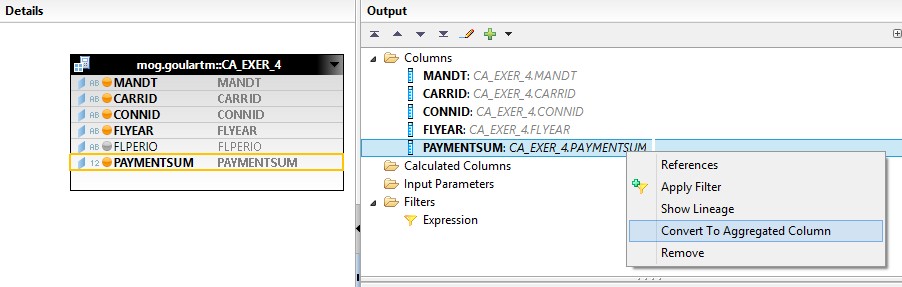 Details
mog.goulartm::CA_EXER_4
AB MANDT MANDT
AB CARRID CARRID
AB CONNID CONNID
AB FLYEAR FLYEAR
AB FLPERIO FLPERIO
12 PAYMENTSUM PAYMENTSUM
Output
Columns
MANDT: CA_EXER_4.MANDT
CARRID: CA_EXER_4.CARRID
CONNID: CA_EXER_4.CONNID
FLYEAR: CA_EXER_4.FLYEAR
PAYMENTSUM: CA_EXER_4.PAYMENTSUM
Calculated Columns
Input Parameters
Filters
Expression
References
Apply Filter
Show Lineage
Convert To Aggregated Column
Remove